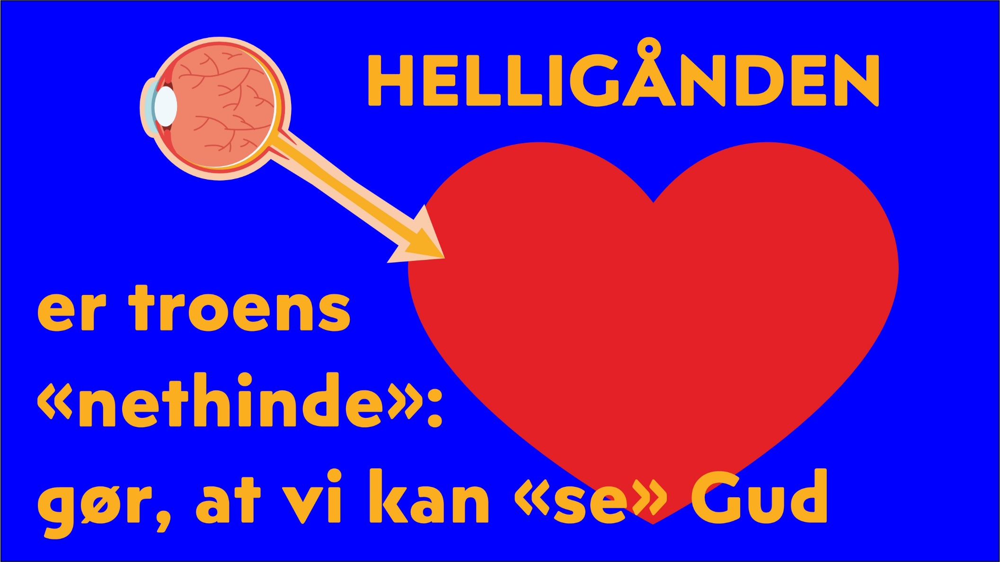 HELLIGÅNDEN
er troens
«nethinde»:
gør, at vi kan «se» Gud